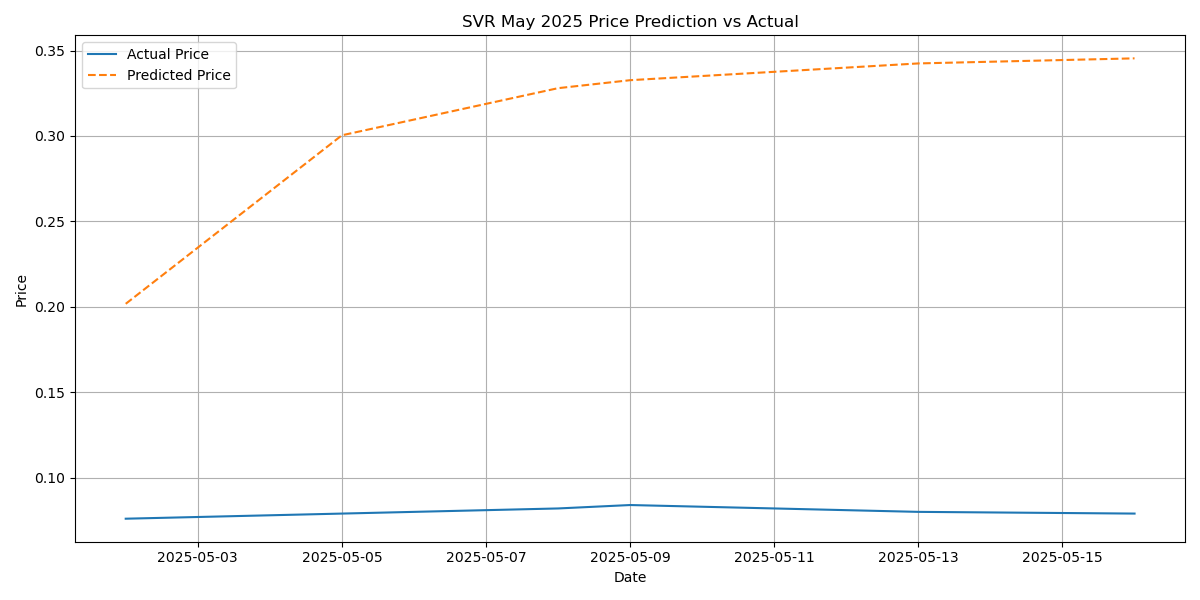 SVR May 2025 Price Prediction vs Actual
Actual Price
Predicted Price
0.35
0.30
0.25
0.20
0.15
0.10
Price
2025-05-03 2025-05-05 2025-05-07 2025-05-09 2025-05-11 2025-05-13 2025-05-15
Date